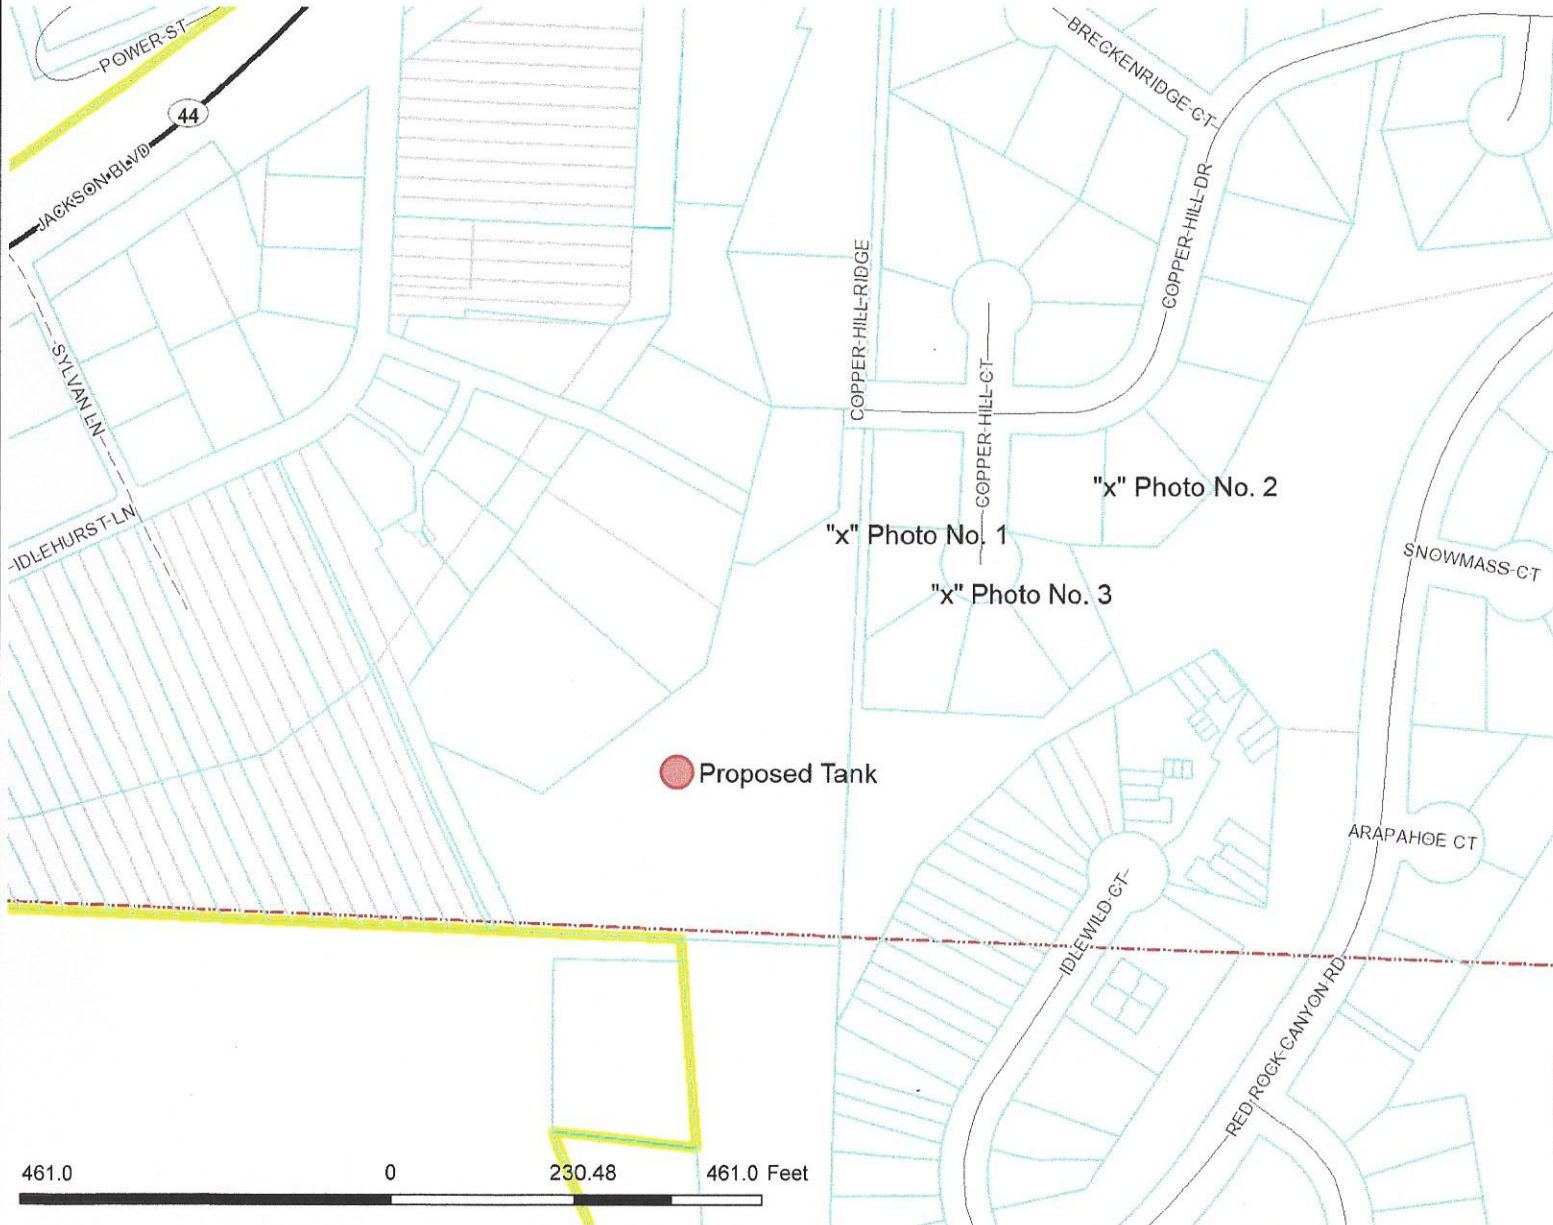 POWER ST
BRECKENRIDGE CT
44
JACKSON BLVD
COPPER HILL DR
COPPER HILL RIDGE
SYLVAN LN
COPPER HILL CT
"x" Photo No. 2
IDLEHURST LN
"x" Photo No. 1
SNOWMASS CT
"x" Photo No. 3
Proposed Tank
ARAPAHOE CT
IDLEWILD CT
RED ROCK CANYON RD
461.0 0 230.48 461.0 Feet